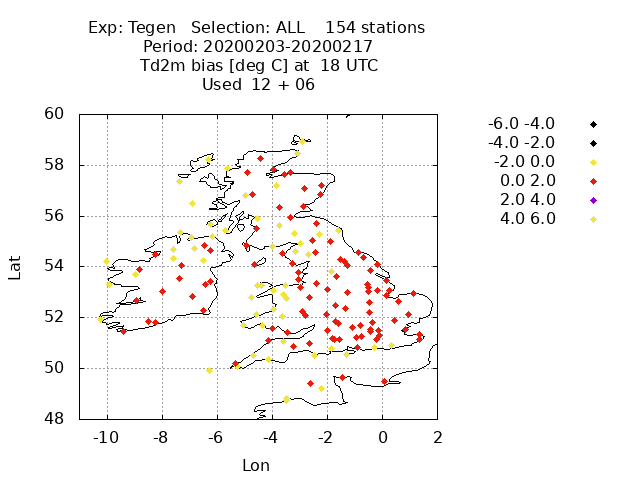 Exp: Tegen Selection: ALL 154 stations
Period: 20200203-20200217
Td2m bias [deg C] at 18 UTC
Used 12 + 06
60
58
56
54
52
50
48
Lat
-10 -8 -6 -4 -2 0 2
Lon
-6.0 -4.0
-4.0 -2.0
-2.0 0.0
0.0 2.0
2.0 4.0
4.0 6.0